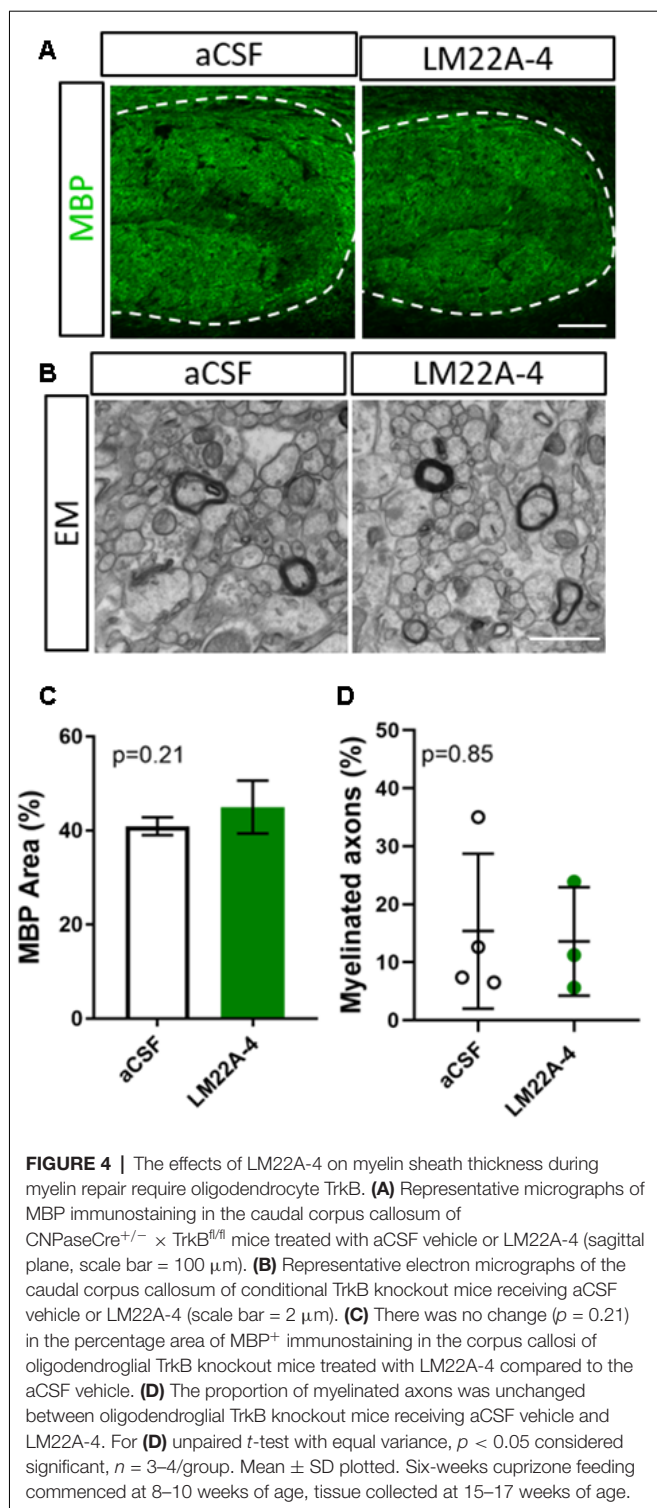 A
aCSF
LM22A-4
MBP
B
aCSF
LM22A-4
EM
C
60
40
20
0
MBP Area (%)
p=0.21
aCSF
LM22A-4
D
50
40
30
20
10
0
Myelinated axons (%)
p=0.85
aCSF
LM22A-4
FIGURE 4 | The effects of LM22A-4 on myelin sheath thickness during
myelin repair require oligodendrocyte TrkB. (A) Representative micrographs of
MBP immunostaining in the caudal corpus callosum of
CNPaseCre+/− × TrkBfl/fl mice treated with aCSF vehicle or LM22A-4 (sagittal
plane, scale bar = 100 μm). (B) Representative electron micrographs of the
caudal corpus callosum of conditional TrkB knockout mice receiving aCSF
vehicle or LM22A-4 (scale bar = 2 μm). (C) There was no change (p = 0.21)
in the percentage area of MBP+ immunostaining in the corpus callosi of
oligodendroglial TrkB knockout mice treated with LM22A-4 compared to the
aCSF vehicle. (D) The proportion of myelinated axons was unchanged
between oligodendroglial TrkB knockout mice receiving aCSF vehicle and
LM22A-4. For (D) unpaired t-test with equal variance, p < 0.05 considered
significant, n = 3–4/group. Mean ± SD plotted. Six-weeks cuprizone feeding
commenced at 8–10 weeks of age, tissue collected at 15–17 weeks of age.